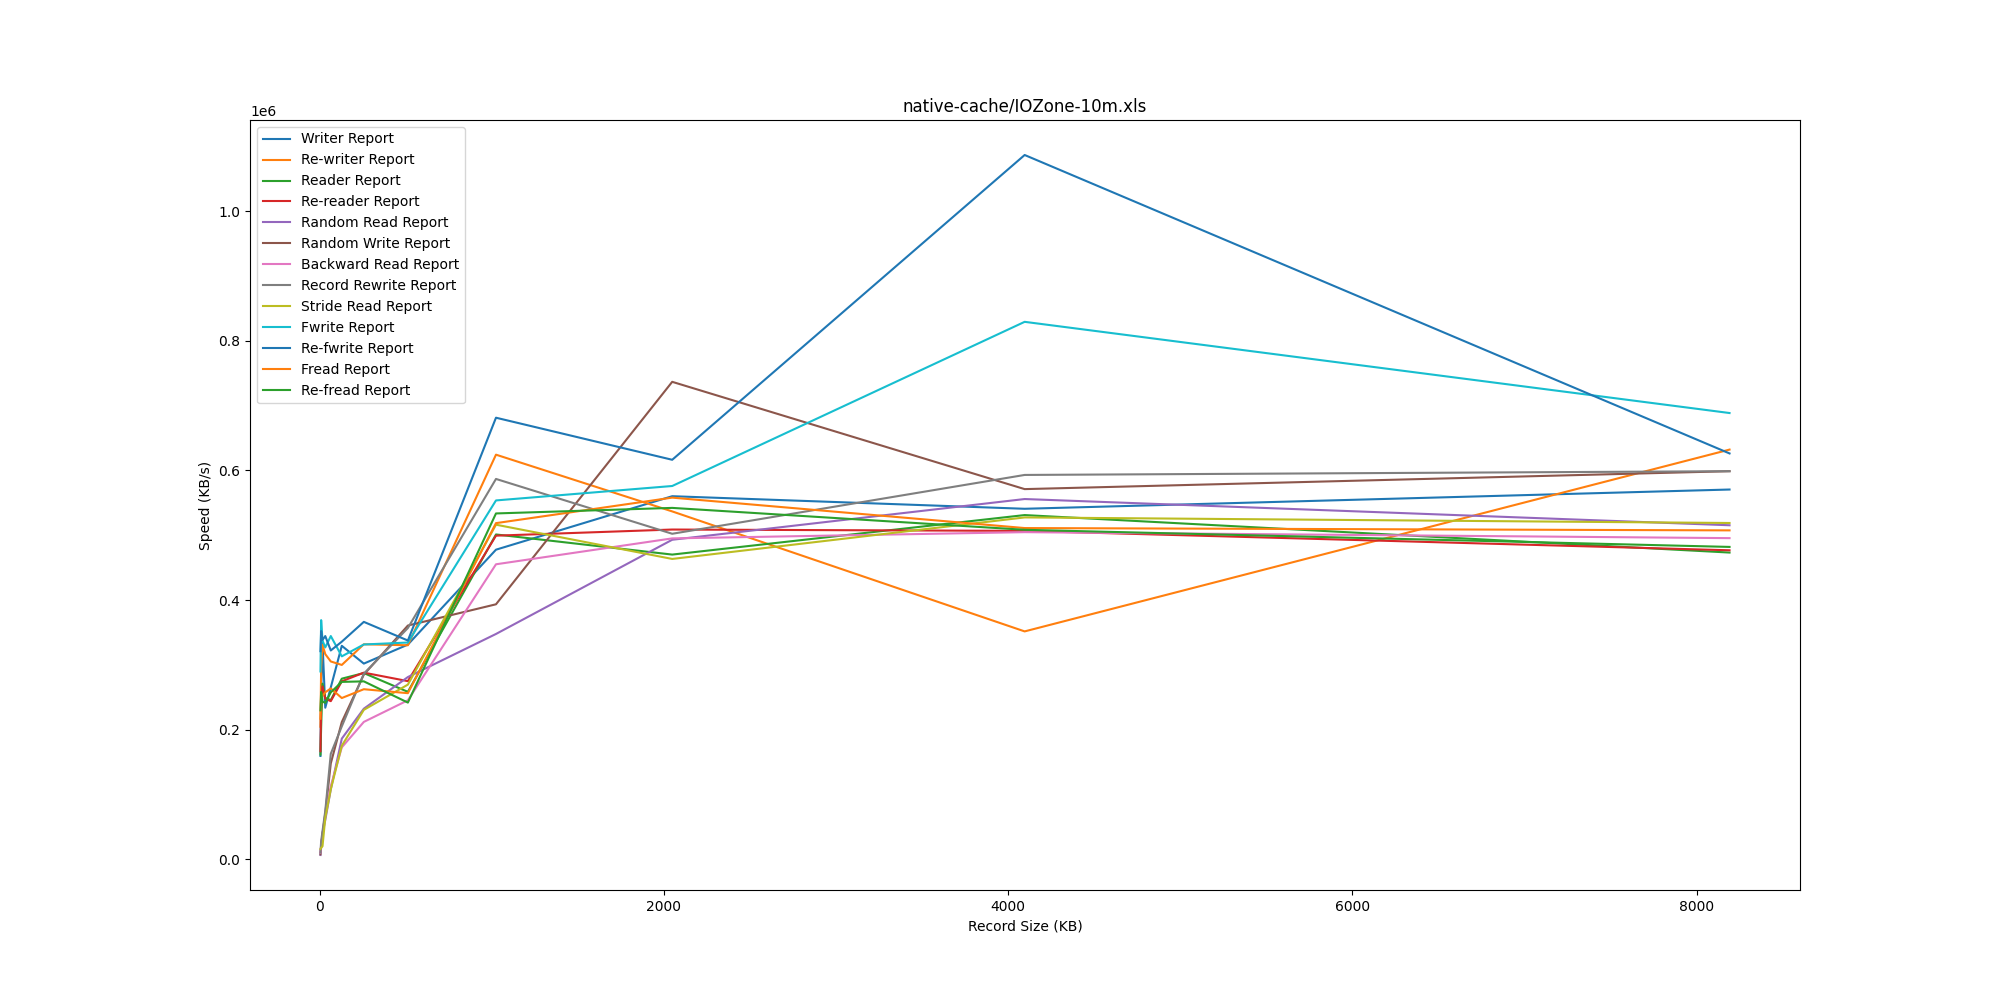 native-cache/IOZone-10m.xls
1e6
Writer Report
Re-writer Report
Reader Report
Re-reader Report
Random Read Report
Random Write Report
Backward Read Report
Record Rewrite Report
Stride Read Report
Fwrite Report
Re-fwrite Report
Fread Report
Re-fread Report
1.0
0.8
0.6
0.4
0.2
0.0
Speed (KB/s)
0 2000 4000 6000 8000
Record Size (KB)